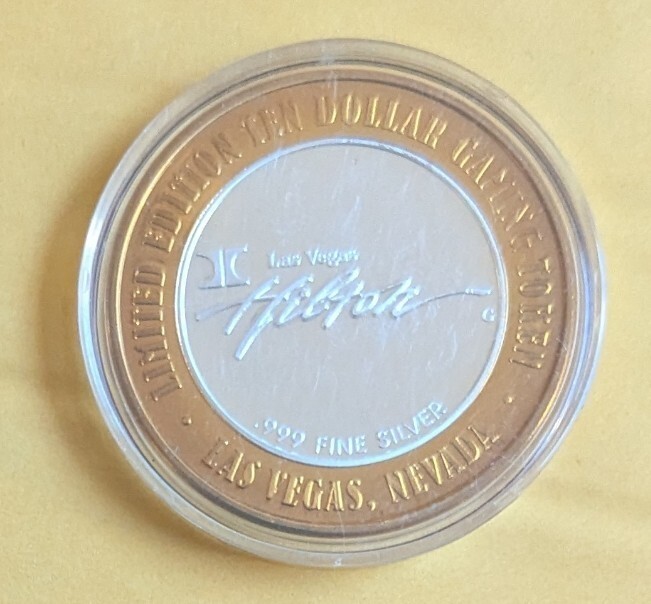 LIMITED EDITION TEN DOLLAR GAMING TOKEN
Las Vegas
Hilton
G
.999 FINE SILVER
• LAS VEGAS, NEVADA •